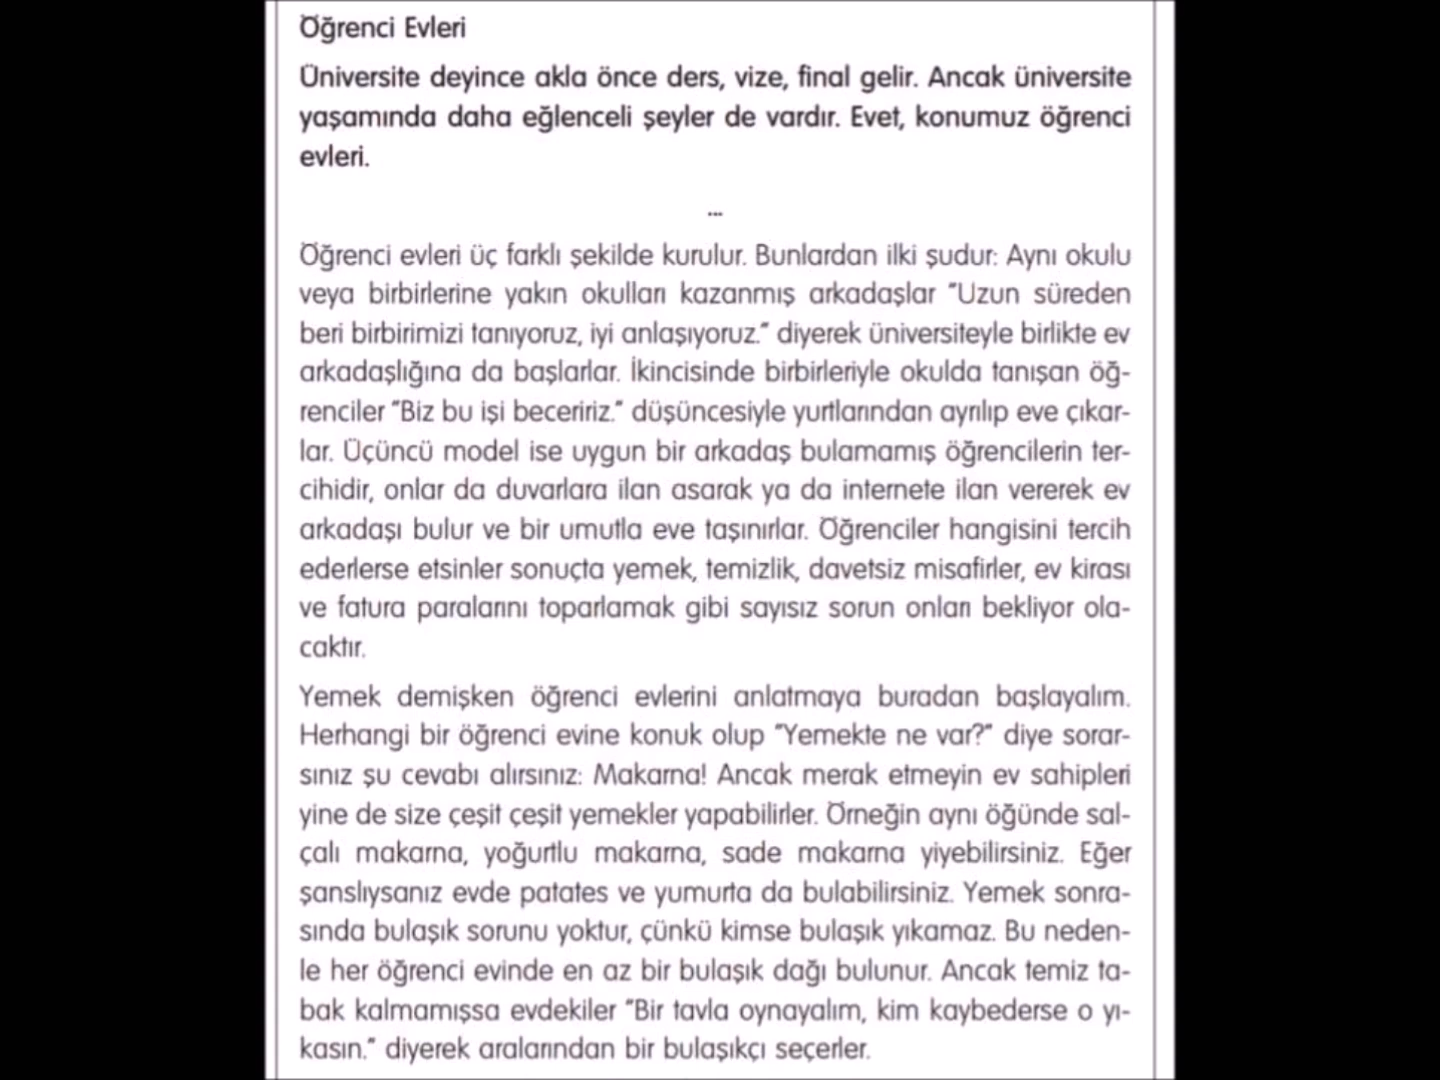 Öğrenci Evleri
Üniversite deyince akla önce ders, vize, final gelir. Ancak üniversite
yaşamında daha eğlenceli şeyler de vardır. Evet, konumuz öğrenci
evleri.
...
Öğrenci evleri üç farklı şekilde kurulur. Bunlardan ilki şudur: Aynı okulu
veya birbirlerine yakın okulları kazanmış arkadaşlar "Uzun süreden
beri birbirimizi tanıyoruz, iyi anlaşıyoruz." diyerek üniversiteyle birlikte ev
arkadaşlığına da başlarlar. İkincisinde birbirleriyle okulda tanışan öğ-
renciler "Biz bu işi beceririz." düşüncesiyle yurtlarından ayrılıp eve çıkar-
lar. Üçüncü model ise uygun bir arkadaş bulamamış öğrencilerin ter-
cihidir, onlar da duvarlara ilan asarak ya da internete ilan vererek ev
arkadaşı bulur ve bir umutla eve taşınırlar. Öğrenciler hangisini tercih
ederlerse etsinler sonuçta yemek, temizlik, davetsiz misafirler, ev kirası
ve fatura paralarını toparlamak gibi sayısız sorun onları bekliyor ola-
caktır.
Yemek demişken öğrenci evlerini anlatmaya buradan başlayalım.
Herhangi bir öğrenci evine konuk olup "Yemekte ne var?" diye sorar-
sınız şu cevabı alırsınız: Makarna! Ancak merak etmeyin ev sahipleri
yine de size çeşit çeşit yemekler yapabilirler. Örneğin aynı öğünde sal-
çalı makarna, yoğurtlu makarna, sade makarna yiyebilirsiniz. Eğer
şanslıysanız evde patates ve yumurta da bulabilirsiniz. Yemek sonra-
sında bulaşık sorunu yoktur, çünkü kimse bulaşık yıkamaz. Bu neden-
le her öğrenci evinde en az bir bulaşık dağı bulunur. Ancak temiz ta-
bak kalmamışsa evdekiler "Bir tavla oynayalım, kim kaybederse o yı-
kasın." diyerek aralarından bir bulaşıkçı seçerler.